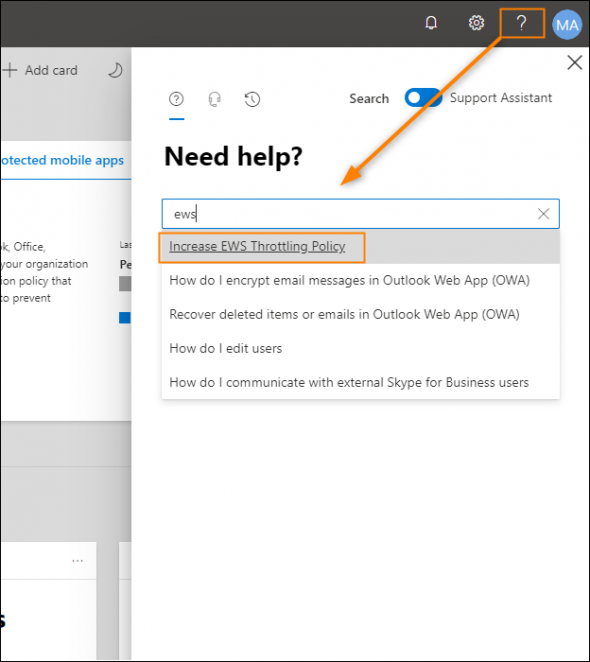 ?
MA
Add card
Search
Support Assistant
otected mobile apps
Need help?
ews
k, Office,
your organization
ion policy that
to prevent
Las
Pe
Increase EWS Throttling Policy
How do I encrypt email messages in Outlook Web App (OWA)
Recover deleted items or emails in Outlook Web App (OWA)
How do I edit users
How do I communicate with external Skype for Business users
s